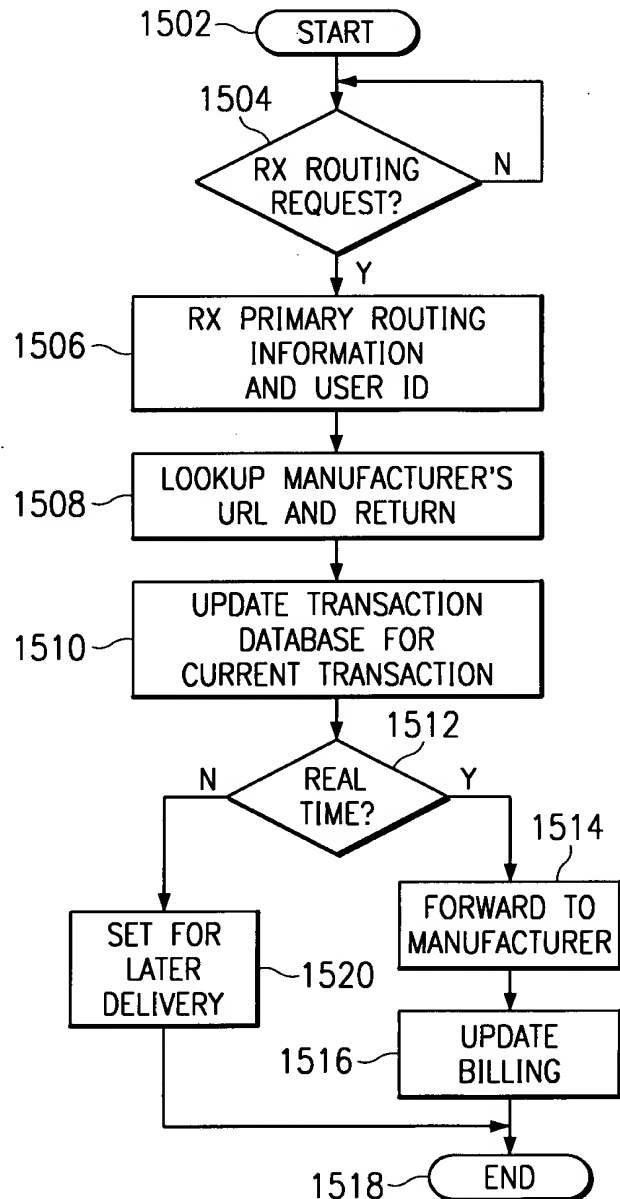 1502
START
1504
RX ROUTING
REQUEST?
N
Y
1506
RX PRIMARY ROUTING
INFORMATION
AND USER ID
1508
LOOKUP MANUFACTURER'S
URL AND RETURN
1510
UPDATE TRANSACTION
DATABASE FOR
CURRENT TRANSACTION
1512
N
REAL
TIME?
Y
1514
FORWARD TO
MANUFACTURER
SET FOR
LATER
DELIVERY
1520
1516
UPDATE
BILLING
1518
END